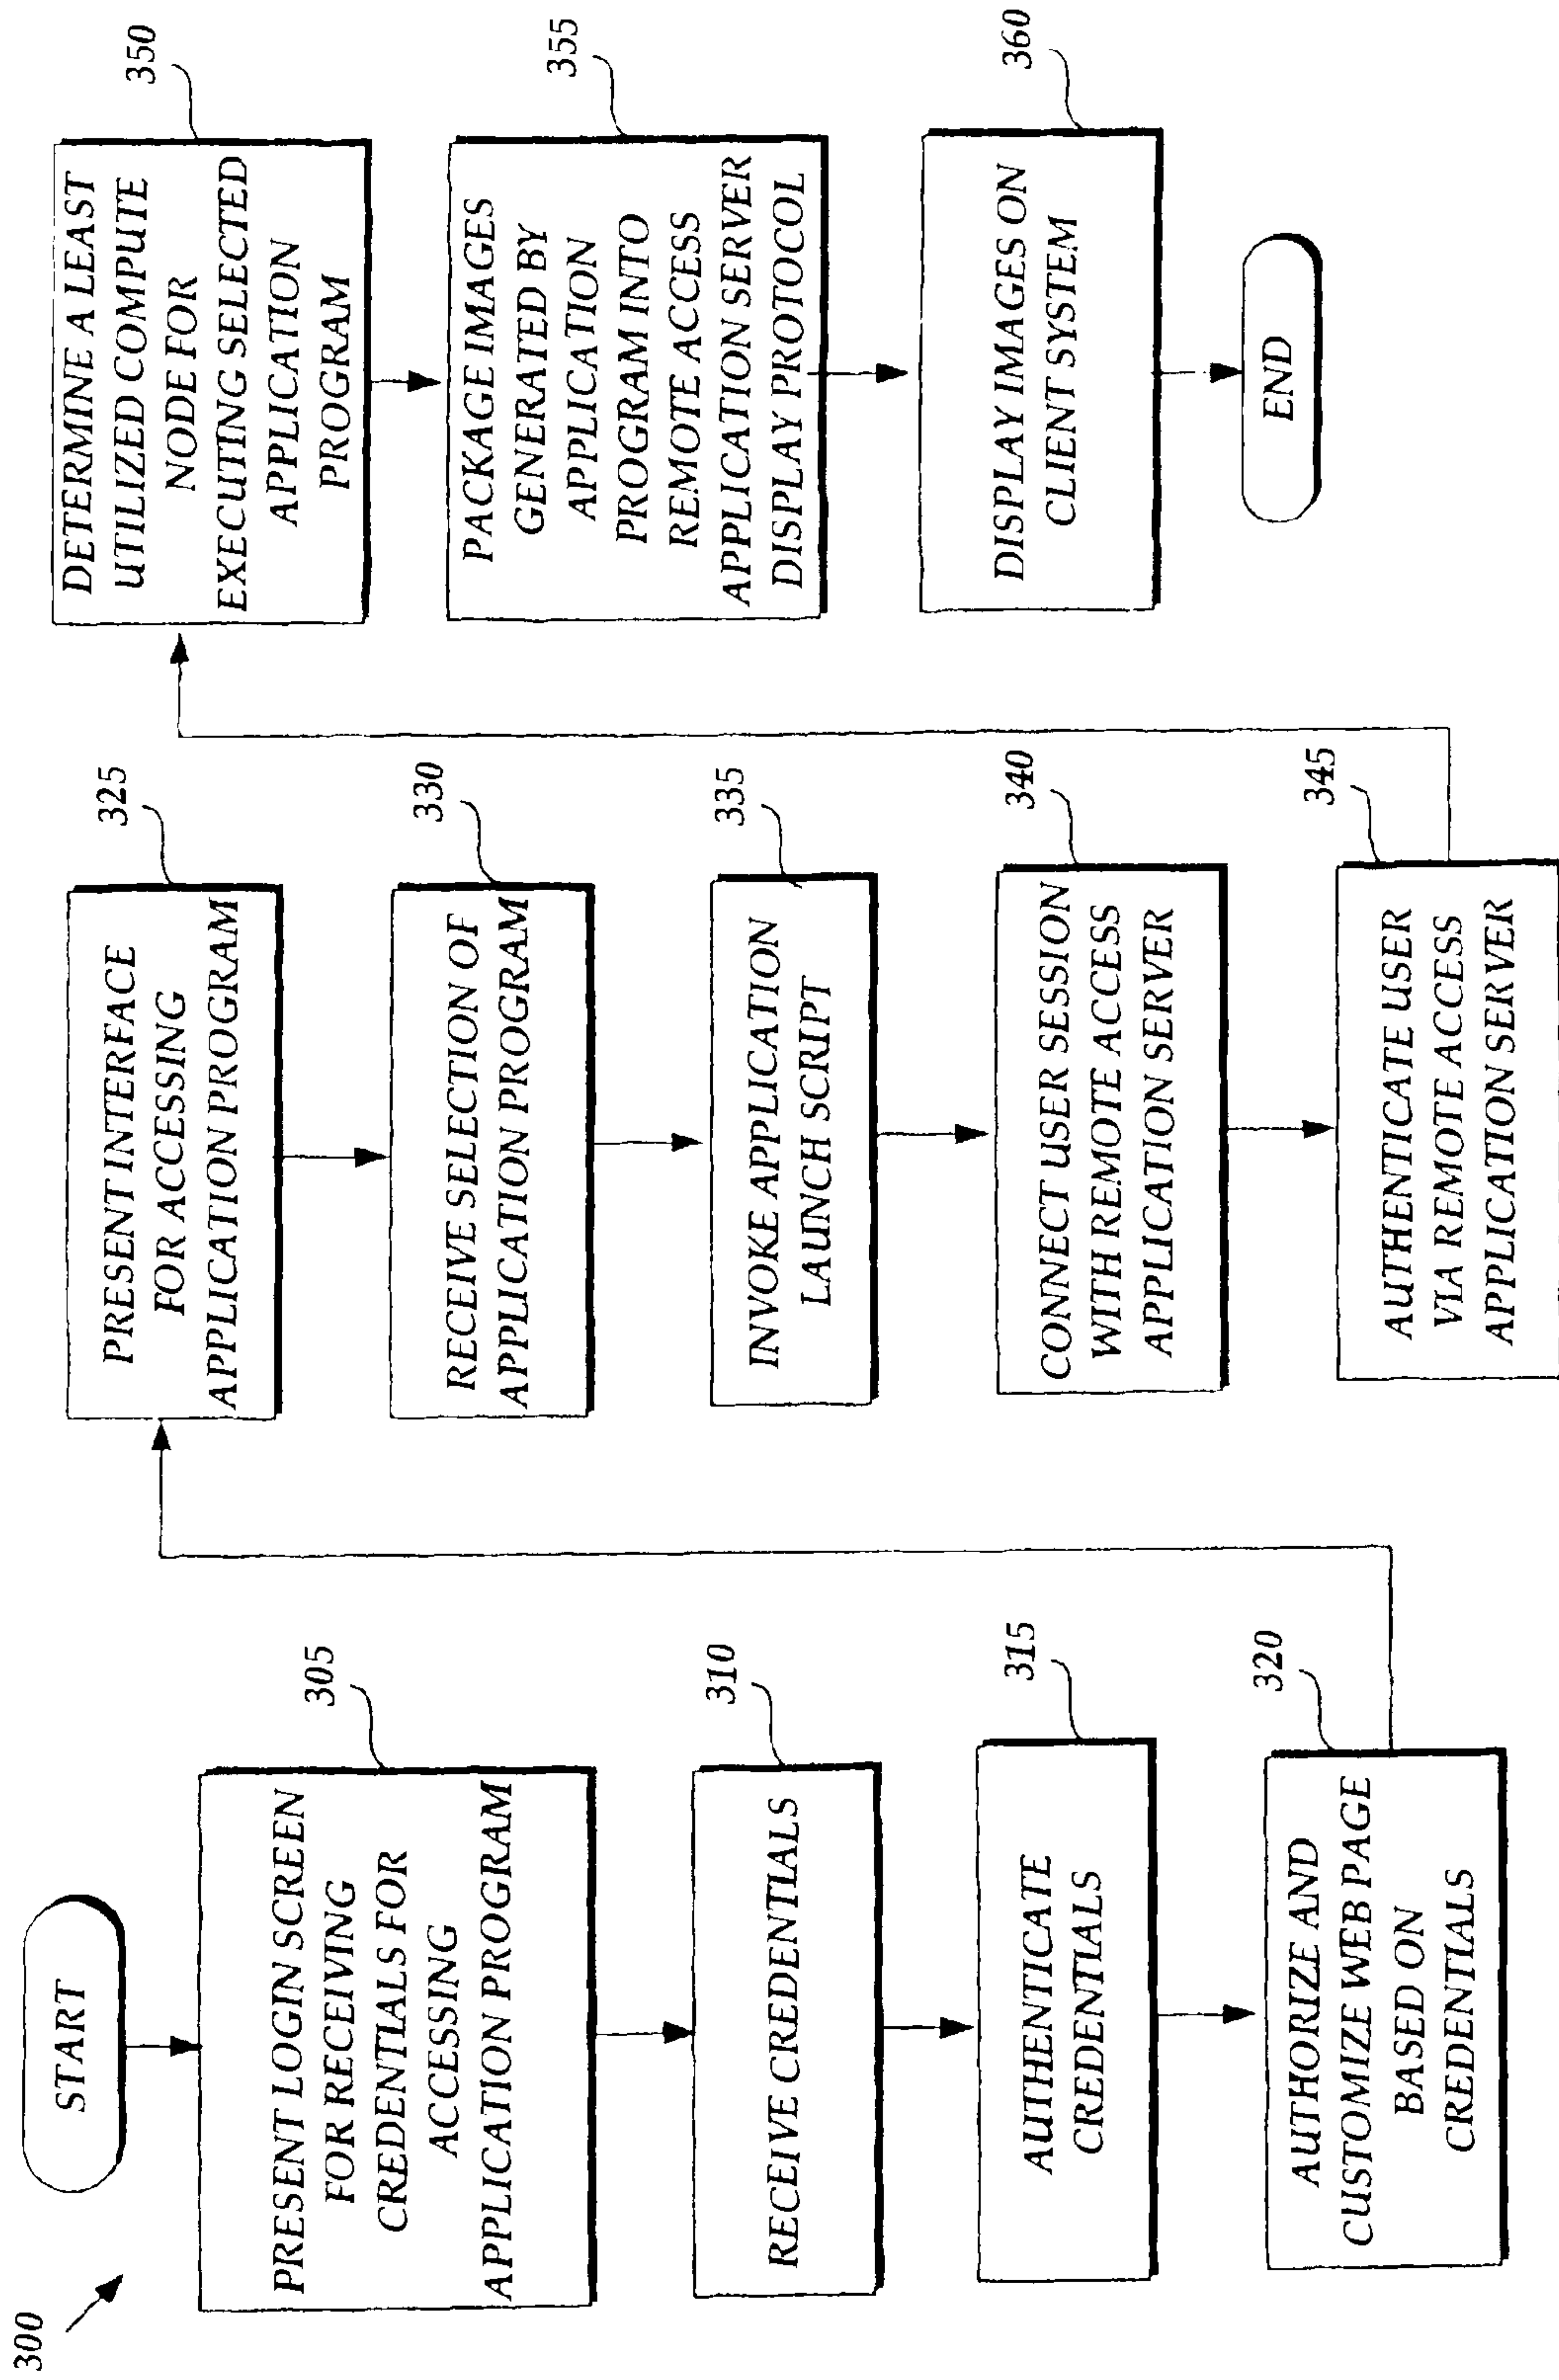 300
START
305
PRESENT LOGIN SCREEN
FOR RECEIVING
CREDENTIALS FOR
ACCESSING
APPLICATION PROGRAM
310
RECEIVE CREDENTIALS
315
AUTHENTICATE
CREDENTIALS
320
AUTHORIZE AND
CUSTOMIZE WEB PAGE
BASED ON
CREDENTIALS
325
PRESENT INTERFACE
FOR ACCESSING
APPLICATION PROGRAM
330
RECEIVE SELECTION OF
APPLICATION PROGRAM
335
INVOKE APPLICATION
LAUNCH SCRIPT
340
CONNECT USER SESSION
WITH REMOTE ACCESS
APPLICATION SERVER
345
AUTHENTICATE USER
VIA REMOTE ACCESS
APPLICATION SERVER
350
DETERMINE A LEAST
UTILIZED COMPUTE
NODE FOR
EXECUTING SELECTED
APPLICATION
PROGRAM
355
PACKAGE IMAGES
GENERATED BY
APPLICATION
PROGRAM INTO
REMOTE ACCESS
APPLICATION SERVER
DISPLAY PROTOCOL
360
DISPLAY IMAGES ON
CLIENT SYSTEM
END